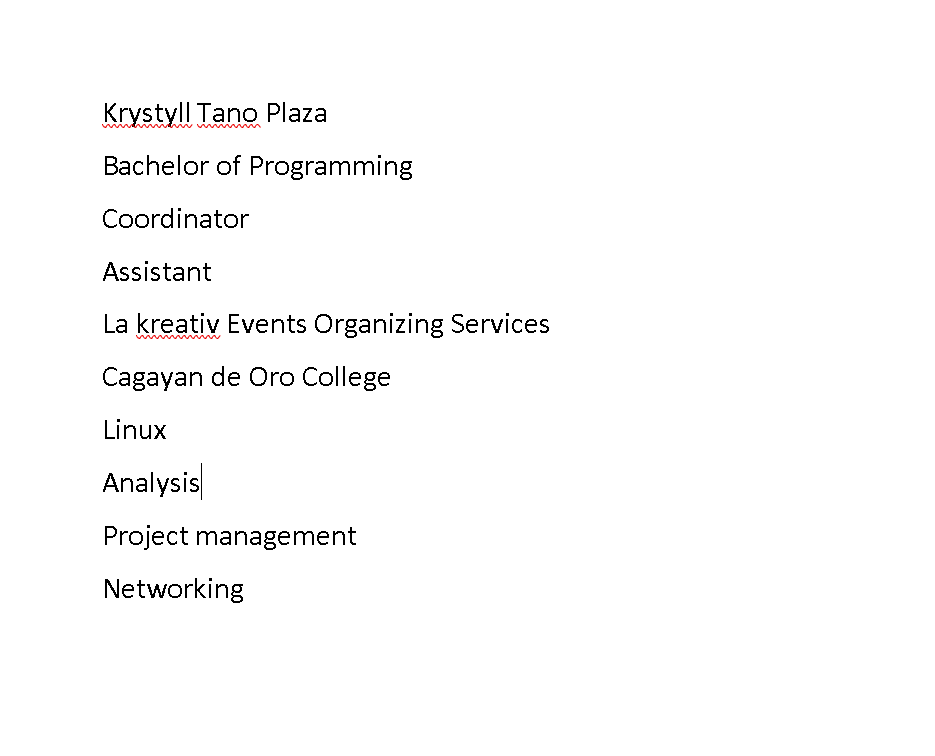 Krystyll Tano Plaza
Bachelor of Programming
Coordinator
Assistant
La kreativ Events Organizing Services
Cagayan de Oro College
Linux
Analysis
Project management
Networking